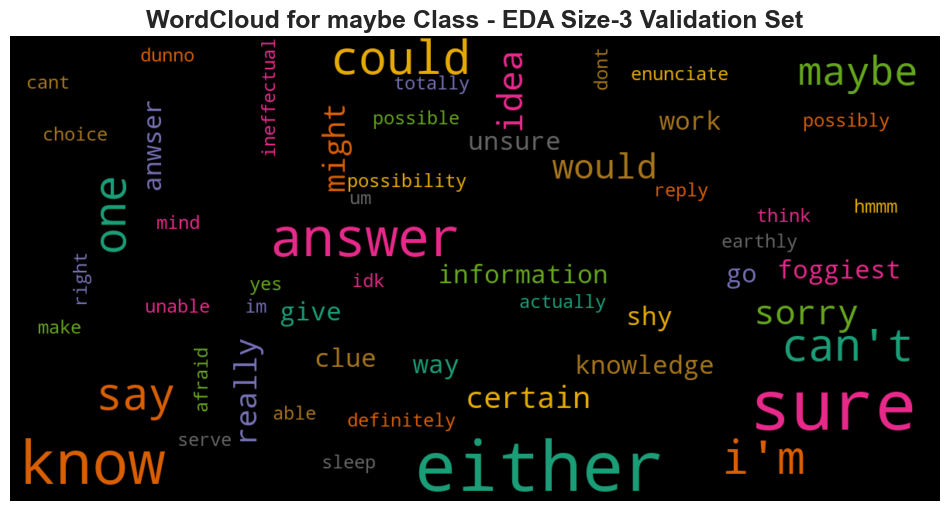 WordCloud for maybe Class - EDA Size-3 Validation Set
dunno
could
idea
dont
enunciate
maybe
cant
ineffectual
totally
choice
anwser
might
possible
unsure
work
possibly
would
possibility
um
reply
one
mind
answer
think
hmmm
earthly
right
yes
idk
information
go
foggiest
unable
im
give
actually
shy
sorry
make
can't
afraid
really
clue
way
knowledge
say
able
definitely
certain
sure
serve
know
sleep
either
i'm